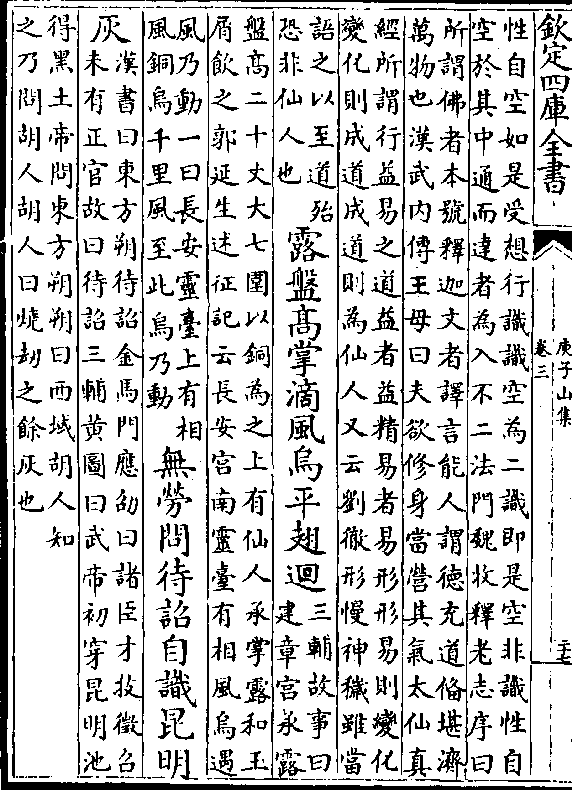 欽定四庫全書
庾子山集
卷三
二十七
性自空如是受想行識識空為二識即是空非識性自
空於其中通而達者為入不二法門魏收釋老志序曰
所謂佛者本號釋迦文者譯言能人謂德充道備堪濟
萬物也漢武内傳王母曰夫欲修身當營其氣太仙真
經所謂行益易之道益者益精易者易形形易則變化
變化則成道成道則為仙人又云劉徹形慢神穢雖當
語之以至道殆
恐非仙人也
露盤髙掌滴風烏平翅迴
三輔故事曰
建章宫承露
盤髙二十丈大七圍以銅為之上有仙人承掌露和玉
屑飲之郭延生述征記云長安宫南靈臺有相風烏遇
風乃動一曰長安靈臺上有相
風銅烏千里風至此烏乃動
無勞問待詔自識昆明
灰
漢書曰東方朔待詔金馬門應劭曰諸臣才技徵召
未有正官故曰待詔三輔黄圖曰武帝初穿昆明池
得黑土帝問東方朔朔曰西域胡人知
之乃問胡人胡人曰燒刼之餘灰也